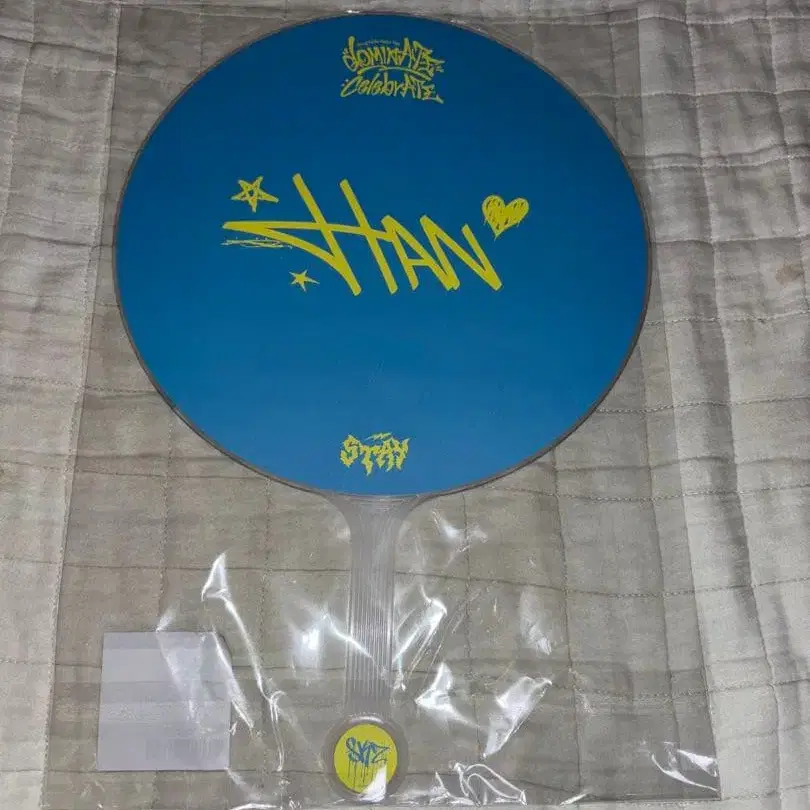 dominATE
celebrATE
HAN
STAY
SKZ